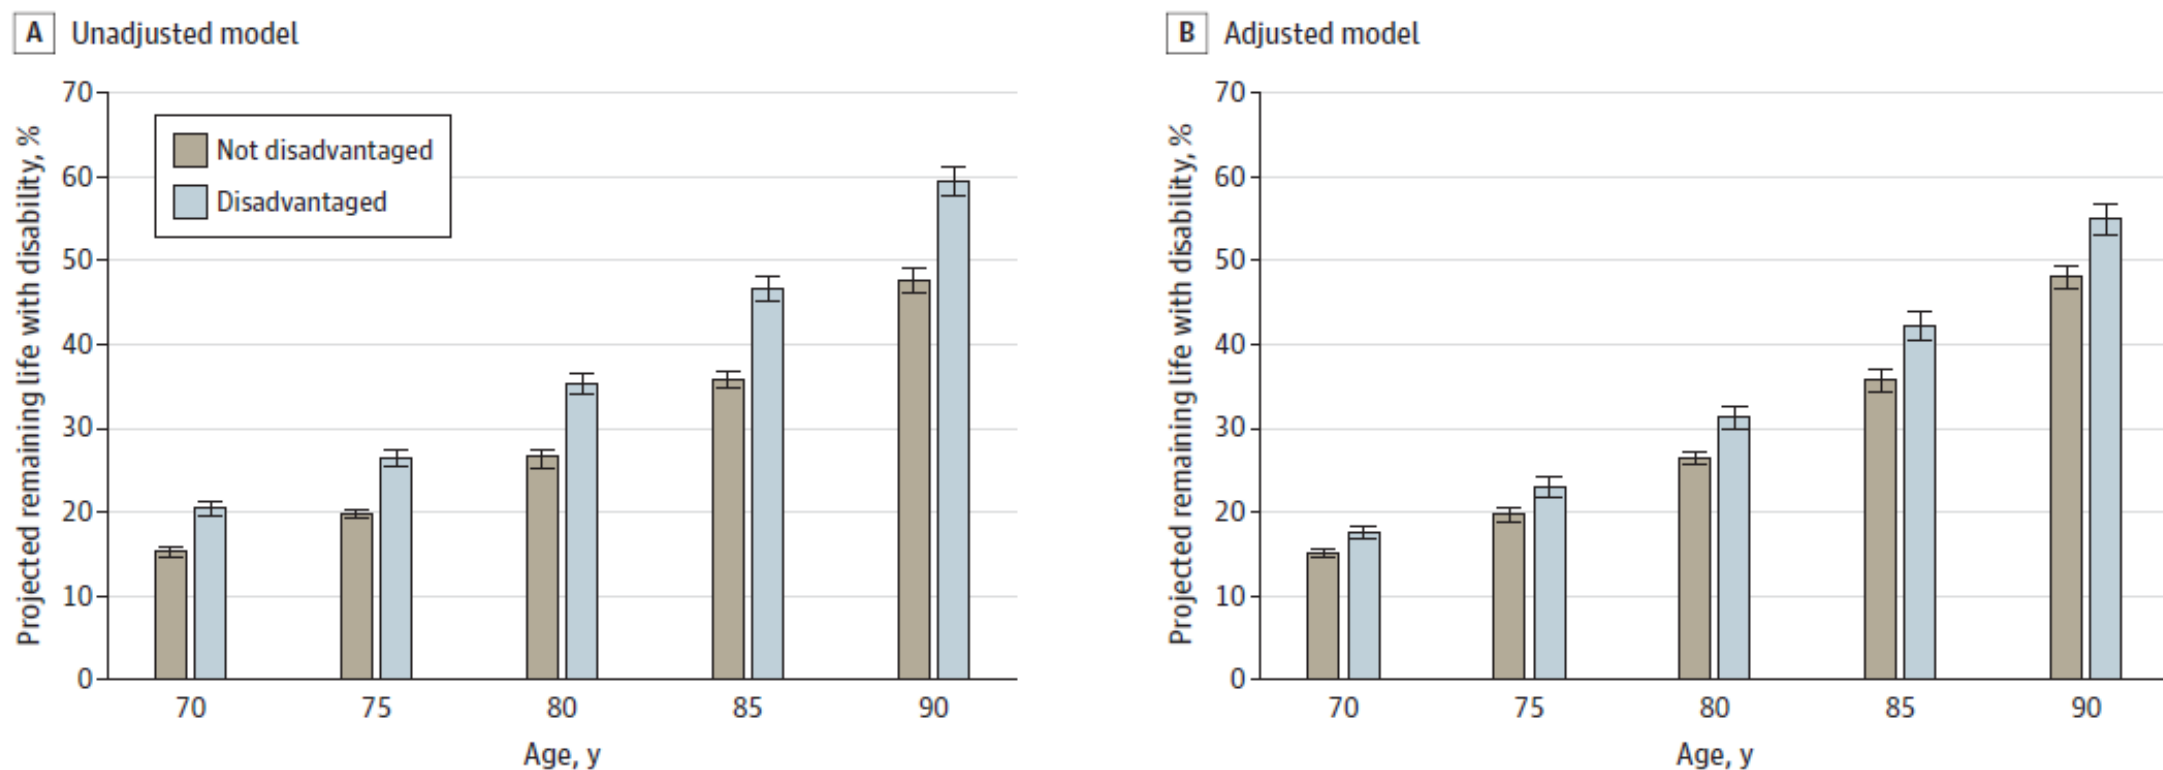 A Unadjusted model
Projected remaining life with disability, %
70
60
50
40
30
20
10
0
Not disadvantaged
Disadvantaged
70 75 80 85 90
Age, y
B Adjusted model
Projected remaining life with disability, %
70
60
50
40
30
20
10
0
70 75 80 85 90
Age, y